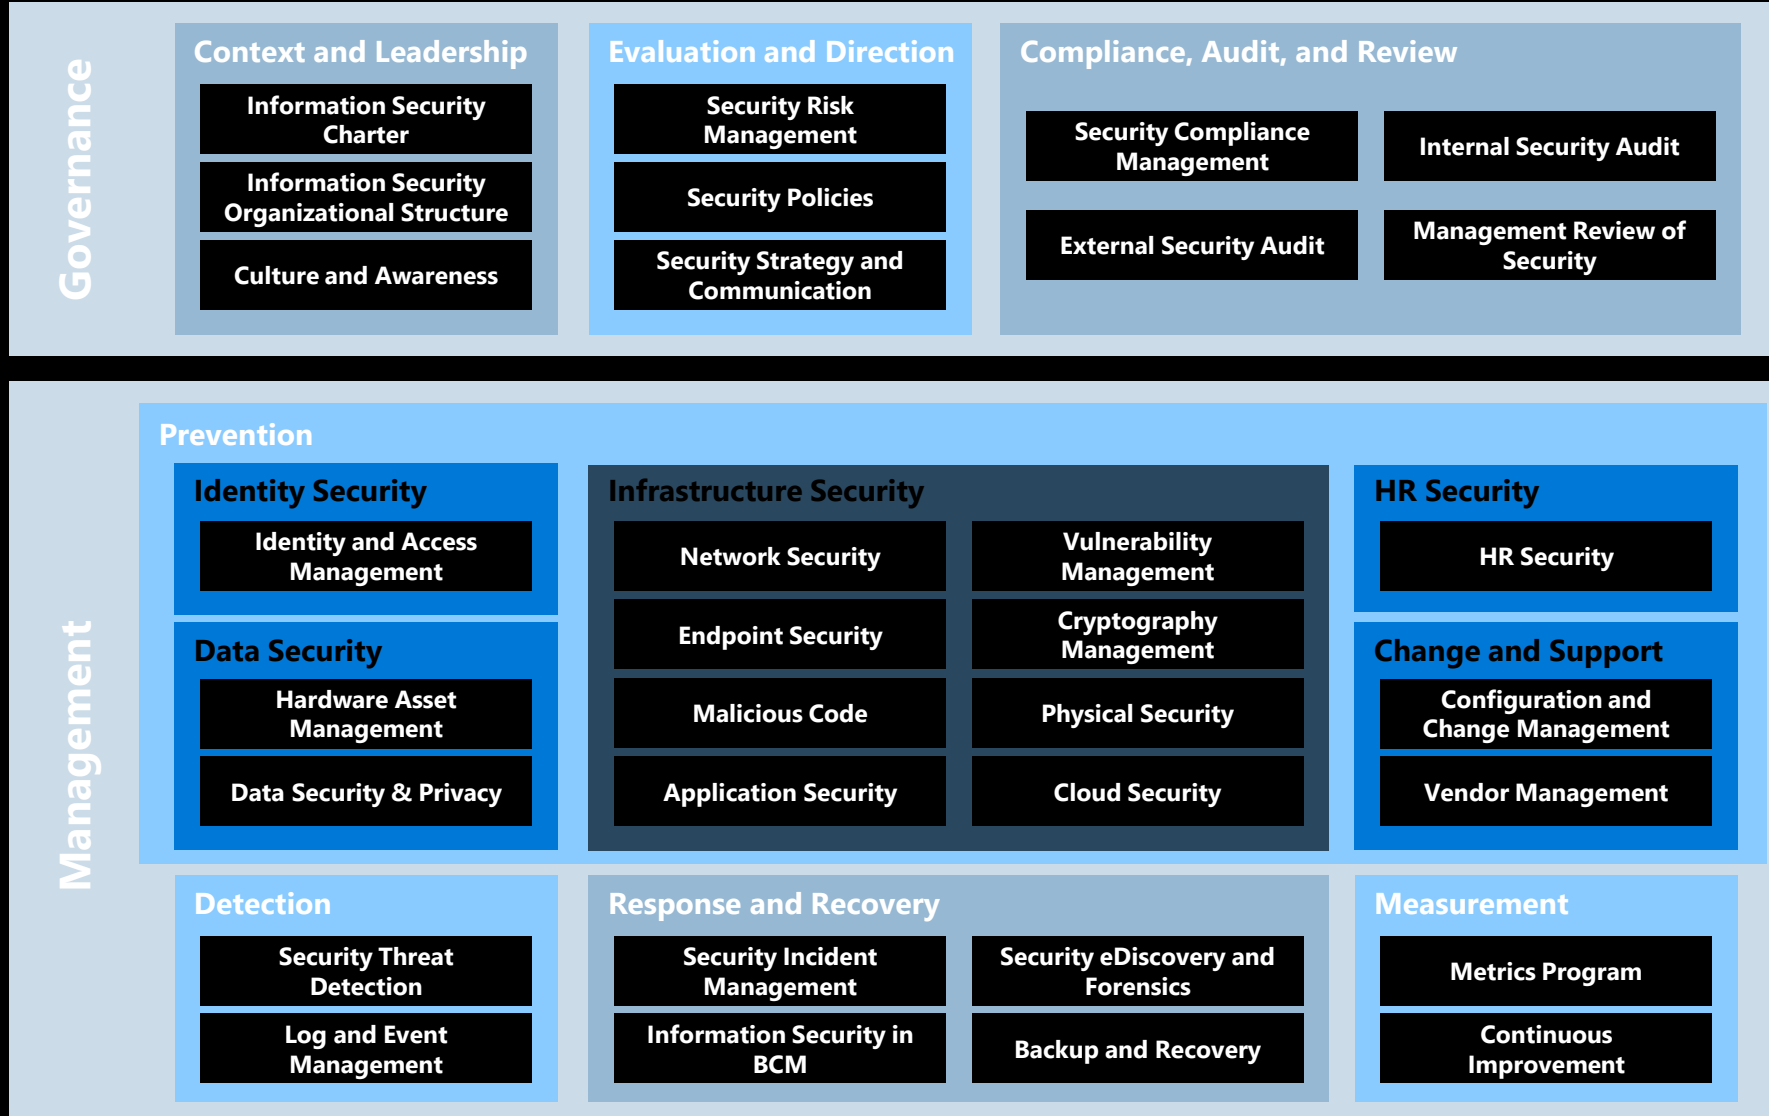 Governance
Context and Leadership
Information Security
Charter
Information Security
Organizational Structure
Culture and Awareness
Evaluation and Direction
Security Risk
Management
Security Policies
Security Strategy and
Communication
Compliance, Audit, and Review
Security Compliance
Management
Internal Security Audit
External Security Audit
Management Review of
Security
Management
Prevention
Identity Security
Identity and Access
Management
Data Security
Hardware Asset
Management
Data Security & Privacy
Infrastructure Security
Network Security
Vulnerability
Management
Endpoint Security
Cryptography
Management
Malicious Code
Physical Security
Application Security
Cloud Security
HR Security
HR Security
Change and Support
Configuration and
Change Management
Vendor Management
Detection
Security Threat
Detection
Log and Event
Management
Response and Recovery
Security Incident
Management
Security eDiscovery and
Forensics
Information Security in
BCM
Backup and Recovery
Measurement
Metrics Program
Continuous
Improvement